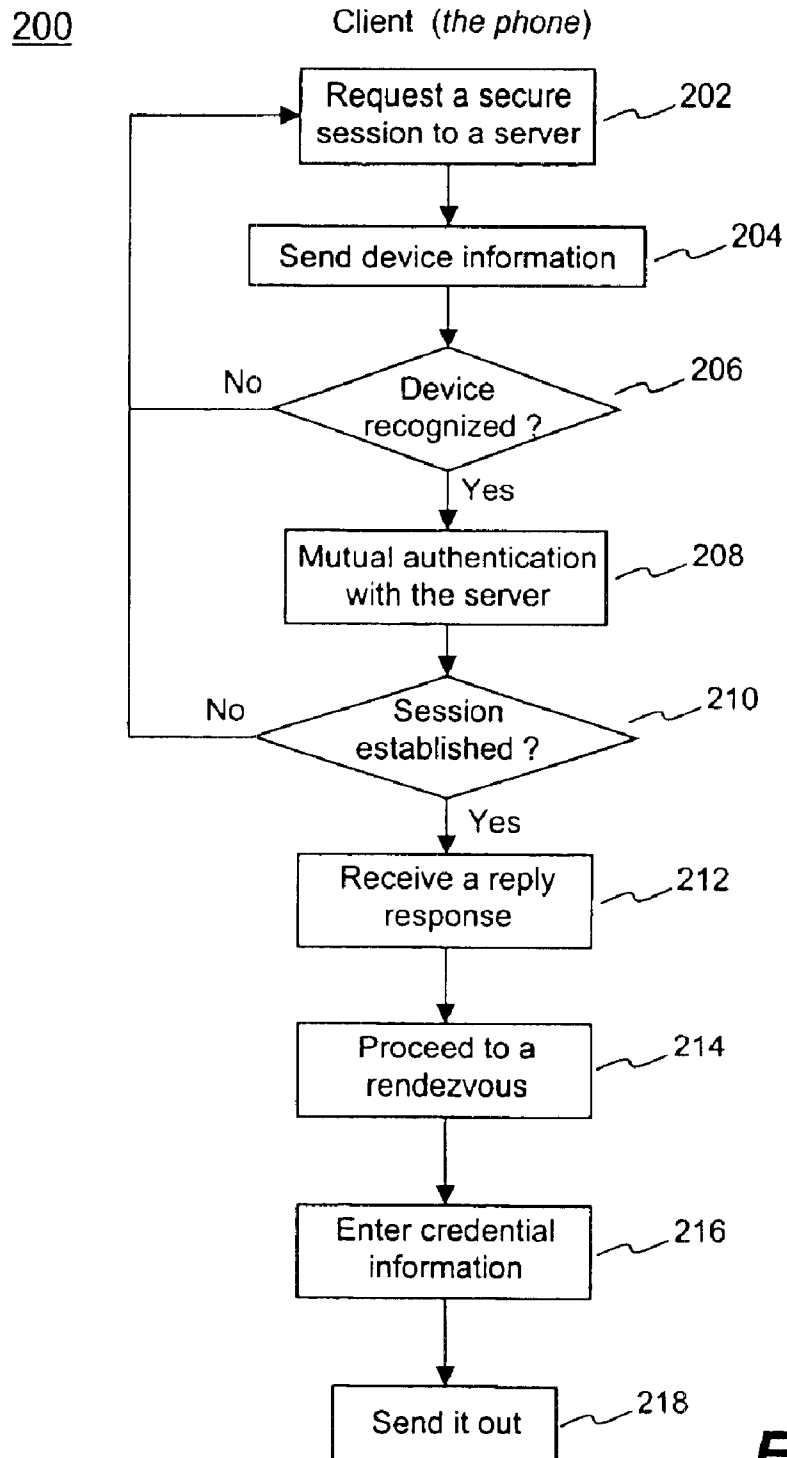 200
Client (the phone)
Request a secure
session to a server
202
Send device information
204
No
Device
recognized ?
206
Yes
Mutual authentication
with the server
208
No
Session
established ?
210
Yes
Receive a reply
response
212
Proceed to a
rendezvous
214
Enter credential
information
216
Send it out
218